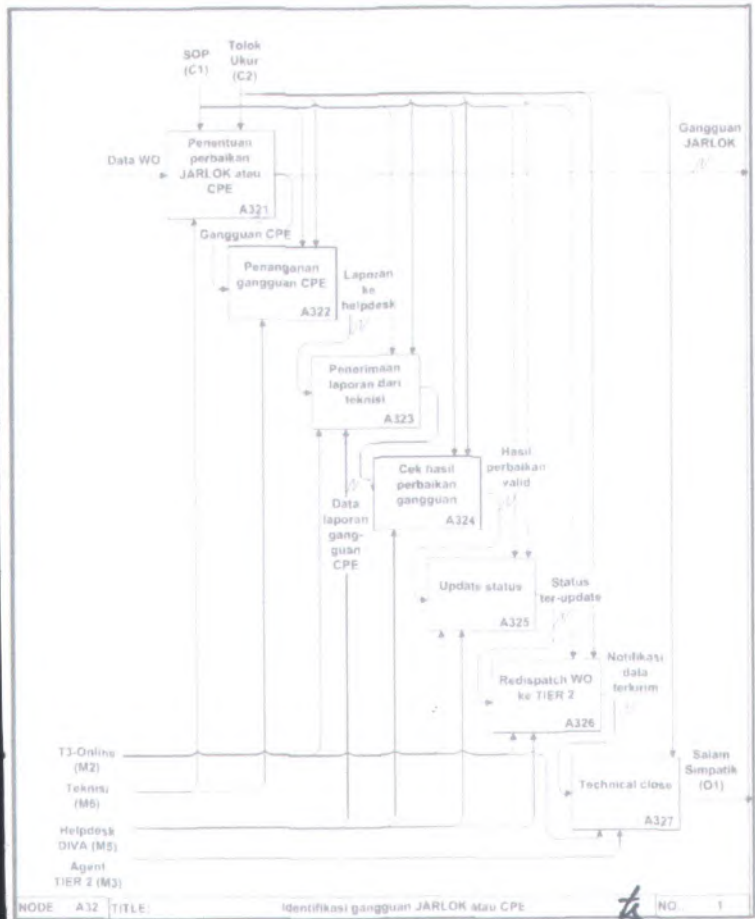 SOP
(C1)
Tolok
Ukur
(C2)
Gangguan
JARLOK
Data WO
Penentuan
perbaikan
JARLOK atau
CPE
A321
Gangguan CPE
Penanganan
gangguan CPE
A322
Laporan
ke
helpdesk
Penerimaan
laporan dari
teknisi
A323
Data
laporan
gang-
guan
CPE
Cek hasil
perbaikan
gangguan
A324
Hasil
perbaikan
valid
Update status
A325
Status
ter-update
Redispatch WO
ke TIER 2
A326
Notifikasi
data
terkirim
Technical close
A327
Salam
Simpatik
(O1)
T3-Online
(M2)
Teknisi
(M6)
Helpdesk
DIVA (M5)
Agent
TIER 2 (M3)
NODE A32 TITLE: Identifikasi gangguan JARLOK atau CPE NO. 1